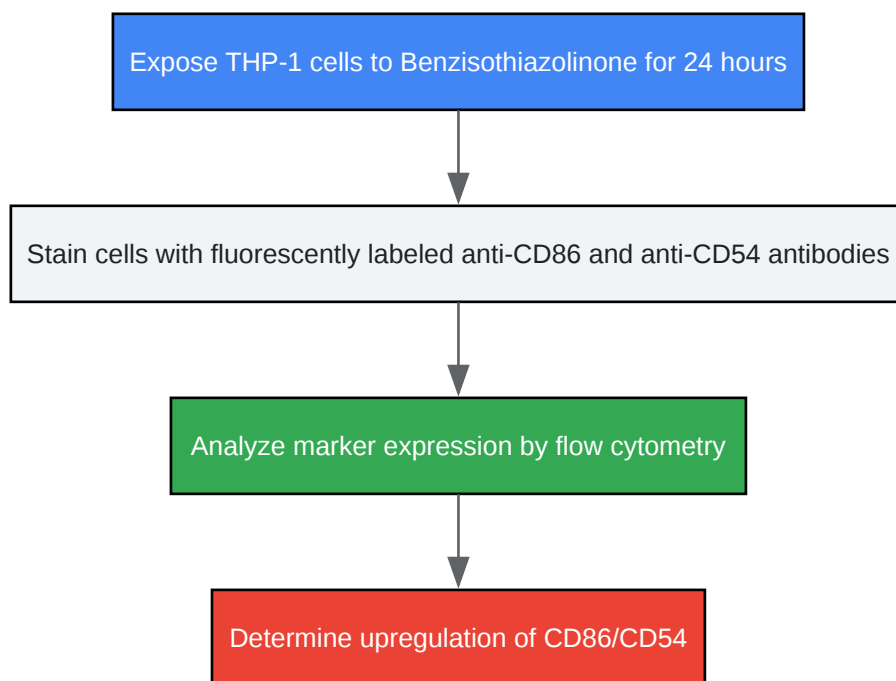 Expose THP-1 cells to Benzisothiazolinone for 24 hours
Stain cells with fluorescently labeled anti-CD86 and anti-CD54 antibodies
Analyze marker expression by flow cytometry
Determine upregulation of CD86/CD54